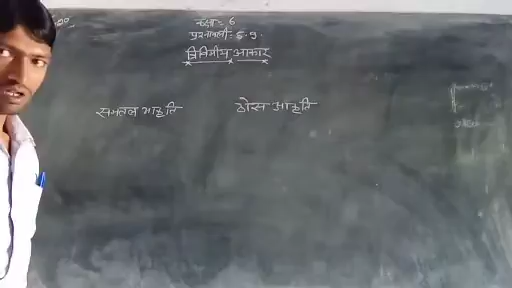 कक्षा - 6
प्रश्नावली - 5.9
त्रिविमीय आकार
समतल आकृति ठोस आकृति